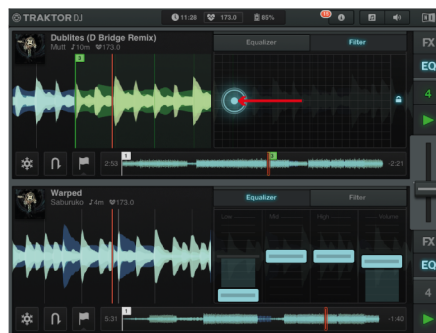 TRAKTOR DJ
11:28 173.0 85%
Dublites (D Bridge Remix)
Mutt ♪10m 173.0
Equalizer Filter
FX
EQ
3
4
2:53 1 3 -2:21
Warped
Saburuko ♪4m 173.0
Equalizer Filter
Low Mid High Volume
FX
EQ
4
5:31 1 -1:40